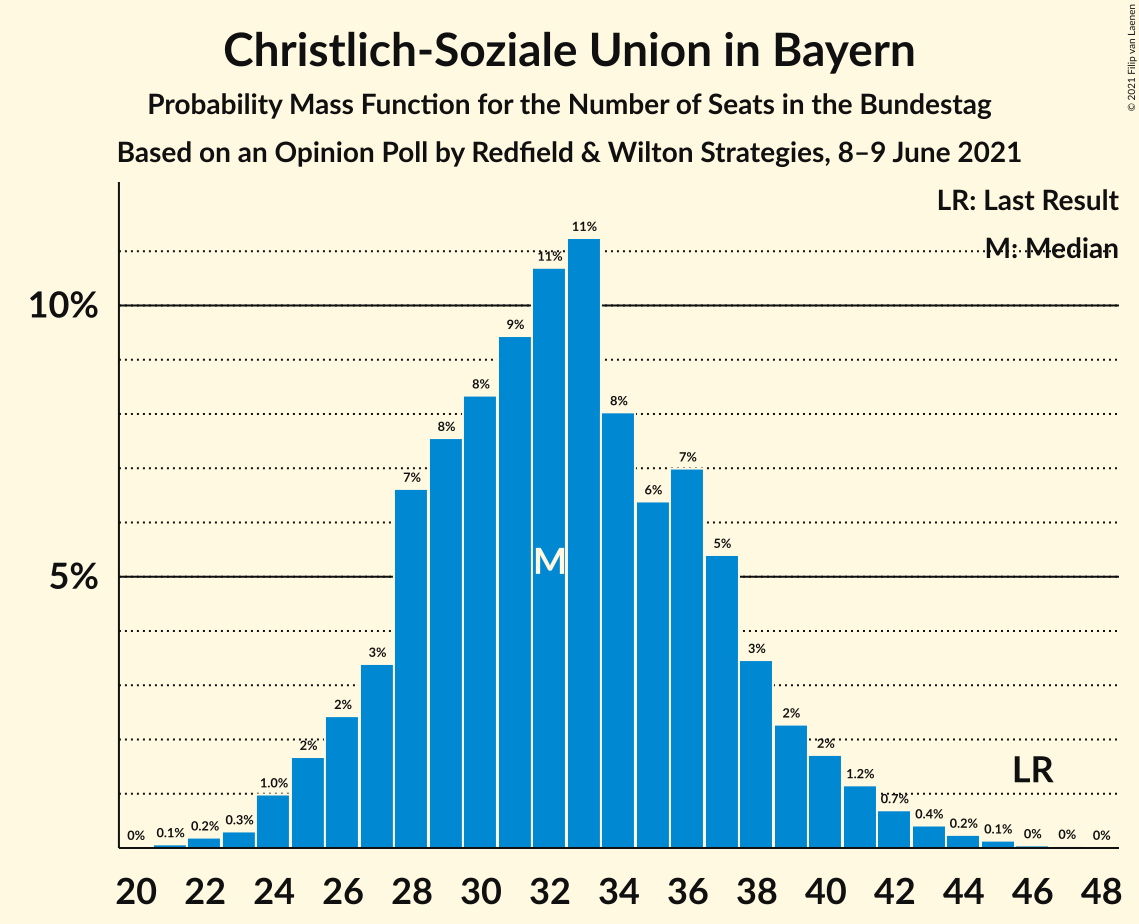 Christlich-Soziale Union in Bayern
Probability Mass Function for the Number of Seats in the Bundestag
Based on an Opinion Poll by Redfield & Wilton Strategies, 8–9 June 2021
© 2021 Filip van Laenen
LR: Last Result
M: Median
10%
5%
0% 0.1% 0.2% 0.3% 1.0% 2% 2% 3% 7% 8% 8% 9% 11% 11% 8% 6% 7% 5% 3% 2% 2% 1.2% 0.7% 0.4% 0.2% 0.1% 0% 0% 0%
M
LR
20 22 24 26 28 30 32 34 36 38 40 42 44 46 48